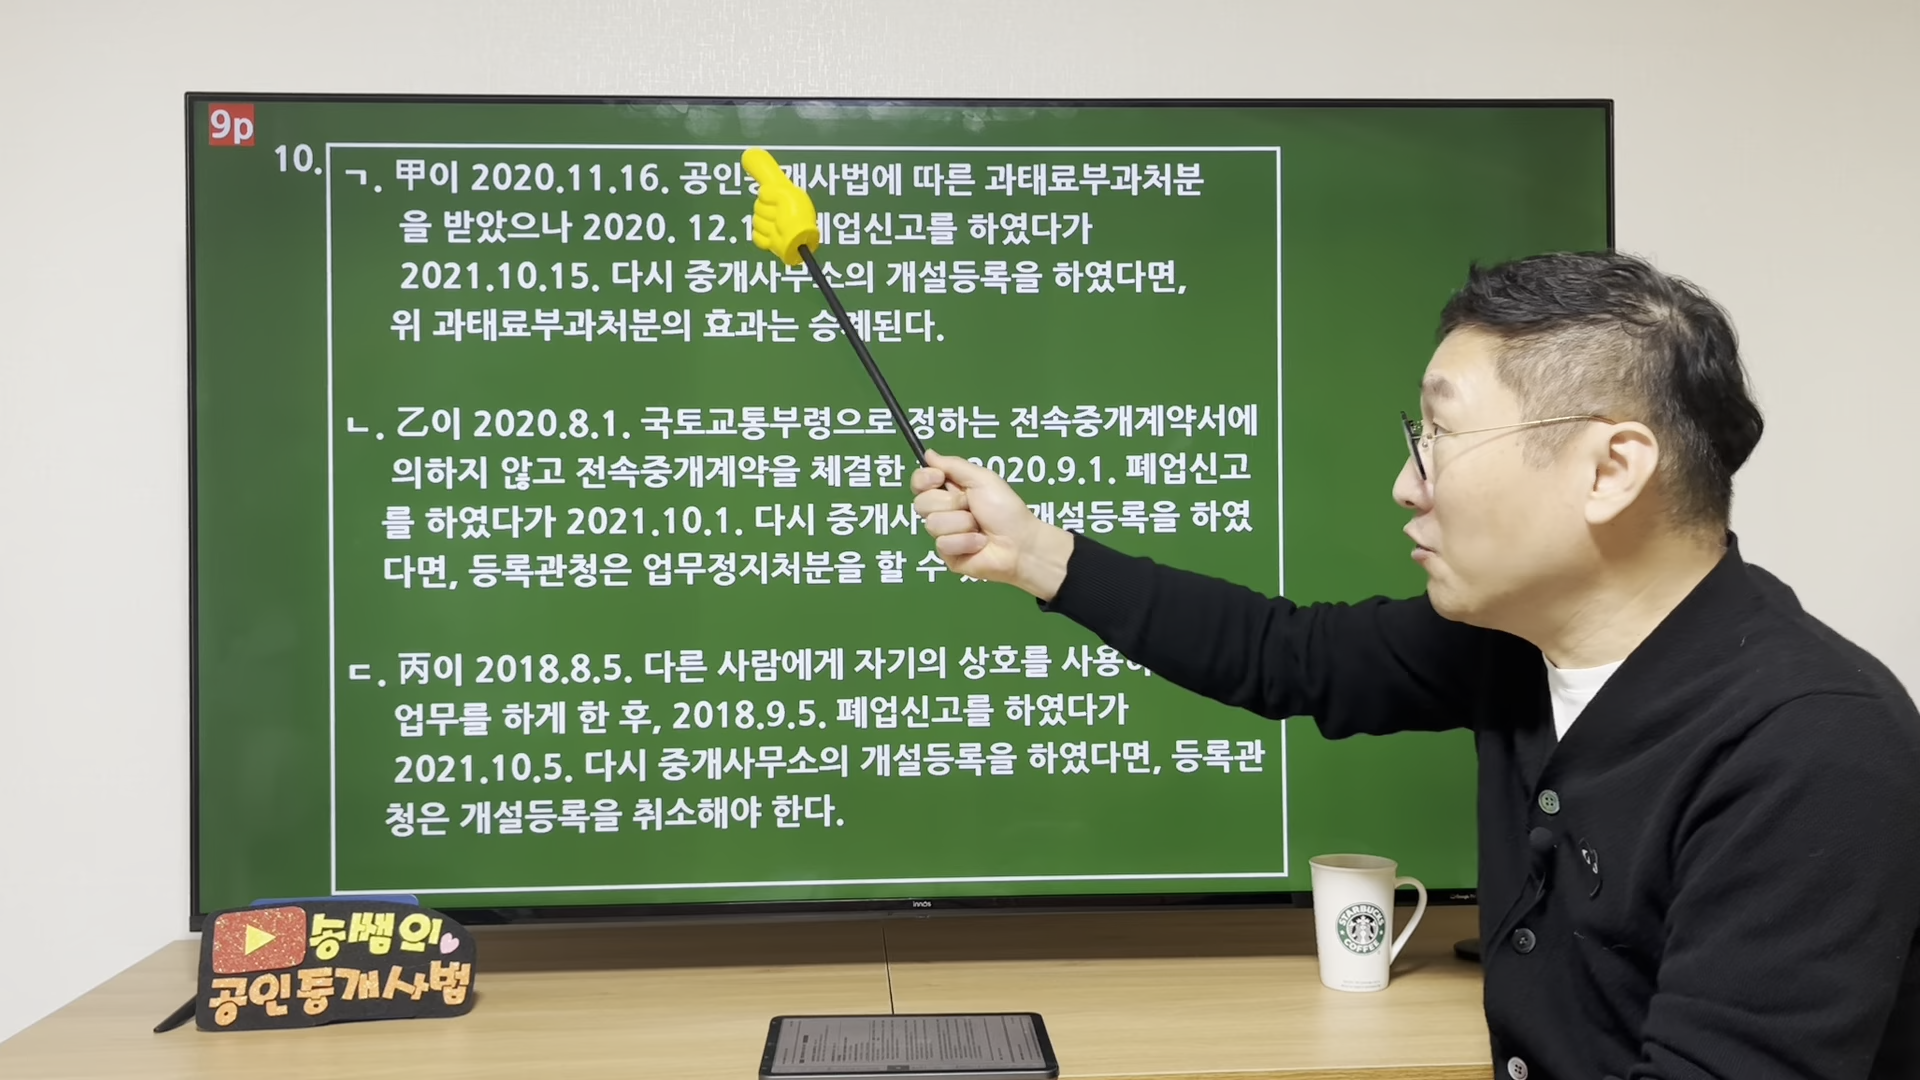 9p
10.
ㄱ. 甲이 2020.11.16. 공인중개사법에 따른 과태료부과처분
을 받았으나 2020. 12.1 폐업신고를 하였다가
2021.10.15. 다시 중개사무소의 개설등록을 하였다면,
위 과태료부과처분의 효과는 승계된다.
ㄴ. 乙이 2020.8.1. 국토교통부령으로 정하는 전속중개계약서에
의하지 않고 전속중개계약을 체결한 2020.9.1. 폐업신고
를 하였다가 2021.10.1. 다시 중개사 개설등록을 하였
다면, 등록관청은 업무정지처분을 할 수
ㄷ. 丙이 2018.8.5. 다른 사람에게 자기의 상호를
업무를 하게 한 후, 2018.9.5. 폐업신고를 하였다가
2021.10.5. 다시 중개사무소의 개설등록을 하였다면, 등록관
청은 개설등록을 취소해야 한다.
innos
송쌤의
공인중개사법
STARBUCKS
COFFEE